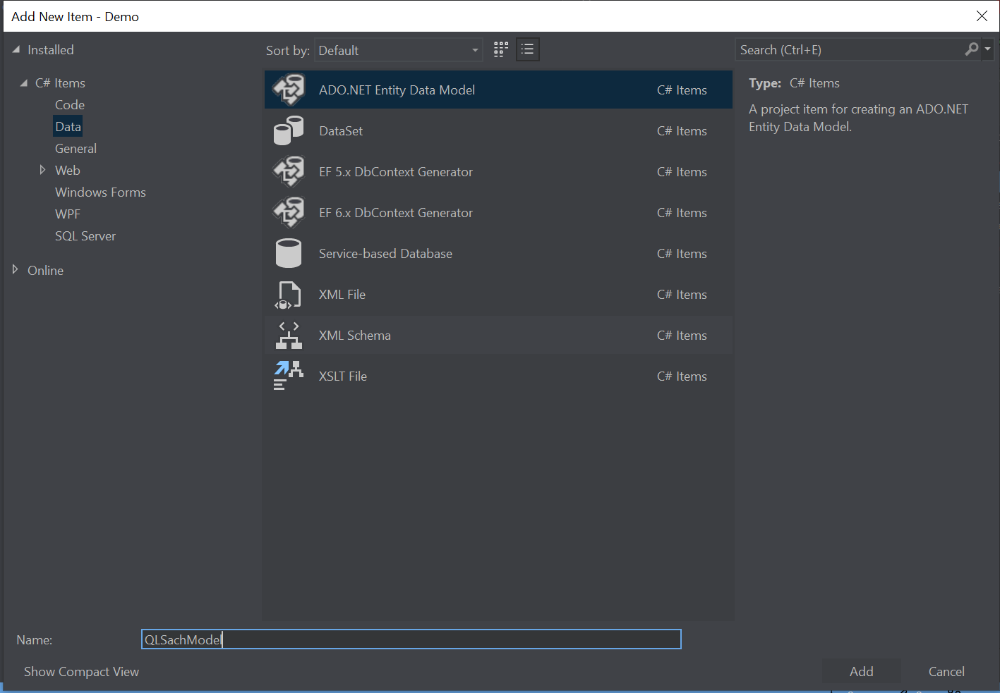 Add New Item - Demo
Installed
C# Items
Code
Data
General
Web
Windows Forms
WPF
SQL Server
Online
Sort by: Default
ADO.NET Entity Data Model C# Items
DataSet C# Items
EF 5.x DbContext Generator C# Items
EF 6.x DbContext Generator C# Items
Service-based Database C# Items
XML File C# Items
XML Schema C# Items
XSLT File C# Items
Search (Ctrl+E)
Type: C# Items
A project item for creating an ADO.NET
Entity Data Model.
Name: QLSachModel
Show Compact View
Add Cancel